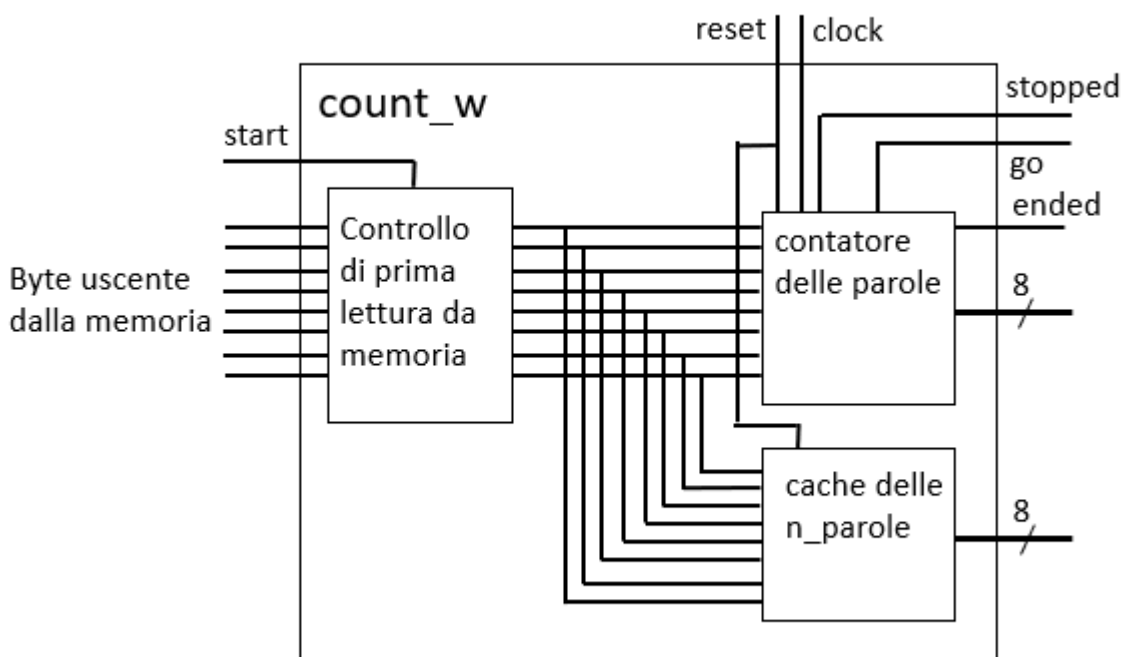 reset
clock
count_w
stopped
start
go
ended
Controllo
di prima
lettura da
memoria
contatore
delle parole
Byte uscente
dalla memoria
8
cache delle
n_parole
8